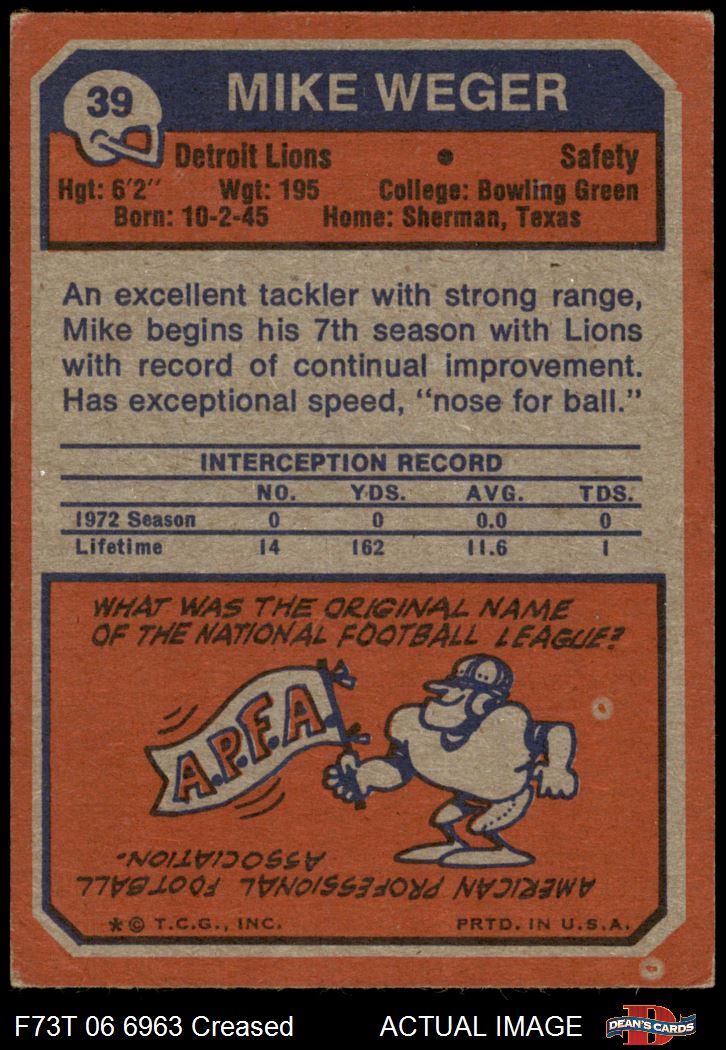 39
MIKE WEGER
Detroit Lions • Safety
Hgt: 6'2" Wgt: 195 College: Bowling Green
Born: 10-2-45 Home: Sherman, Texas
An excellent tackler with strong range,
Mike begins his 7th season with Lions
with record of continual improvement.
Has exceptional speed, "nose for ball."
INTERCEPTION RECORD
NO. YDS. AVG. TDS.
1972 Season 0 0 0.0 0
Lifetime 14 162 11.6 1
WHAT WAS THE ORIGINAL NAME
OF THE NATIONAL FOOTBALL LEAGUE?
A.P.F.A.
AMERICAN PROFESSIONAL FOOTBALL
ASSOCIATION.
* © T.C.G., INC. PRTD. IN U.S.A.
F73T 06 6963 Creased ACTUAL IMAGE
D
DEAN'S CARDS